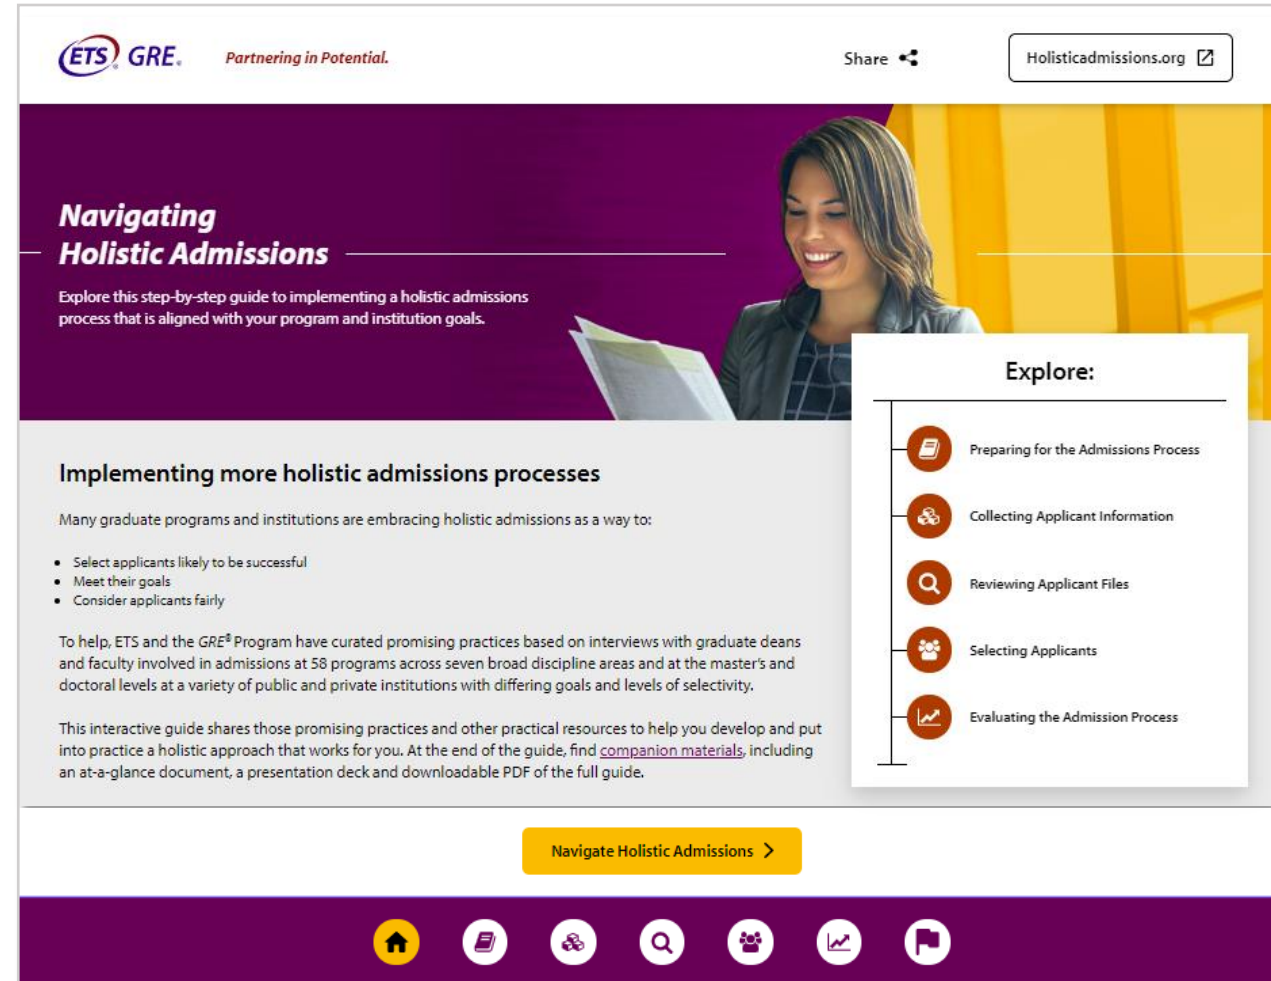 ETS GRE® Partnering in Potential. Share Holisticadmissions.org
Navigating
Holistic Admissions
Explore this step-by-step guide to implementing a holistic admissions
process that is aligned with your program and institution goals.
Implementing more holistic admissions processes
Many graduate programs and institutions are embracing holistic admissions as a way to:
• Select applicants likely to be successful
• Meet their goals
• Consider applicants fairly
To help, ETS and the GRE® Program have curated promising practices based on interviews with graduate deans
and faculty involved in admissions at 58 programs across seven broad discipline areas and at the master's and
doctoral levels at a variety of public and private institutions with differing goals and levels of selectivity.
This interactive guide shares those promising practices and other practical resources to help you develop and put
into practice a holistic approach that works for you. At the end of the guide, find companion materials, including
an at-a-glance document, a presentation deck and downloadable PDF of the full guide.
Explore:
Preparing for the Admissions Process
Collecting Applicant Information
Reviewing Applicant Files
Selecting Applicants
Evaluating the Admission Process
Navigate Holistic Admissions